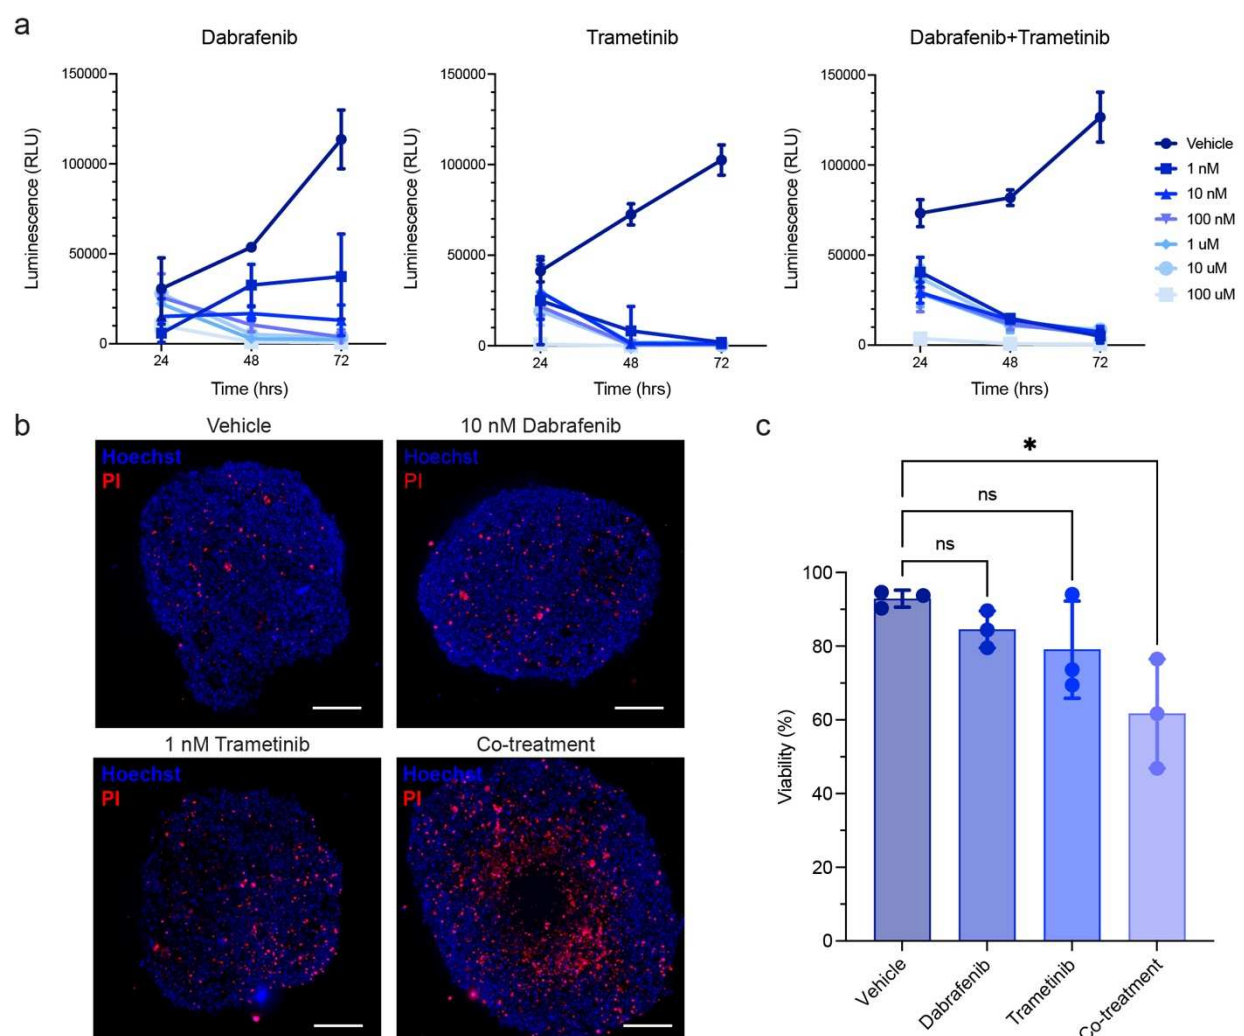 a
Dabrafenib
Trametinib
Dabrafenib+Trametinib
Luminescence (RLU)
150000
100000
50000
0
24
48
72
Time (hrs)
Luminescence (RLU)
150000
100000
50000
0
24
48
72
Time (hrs)
Luminescence (RLU)
150000
100000
50000
0
24
48
72
Time (hrs)
Vehicle
1 nM
10 nM
100 nM
1 uM
10 uM
100 uM
b
Vehicle
Hoechst
PI
10 nM Dabrafenib
Hoechst
PI
1 nM Trametinib
Hoechst
PI
Co-treatment
Hoechst
PI
c
*
ns
ns
Viability (%)
100
80
60
40
20
0
Vehicle
Dabrafenib
Trametinib
Co-treatment